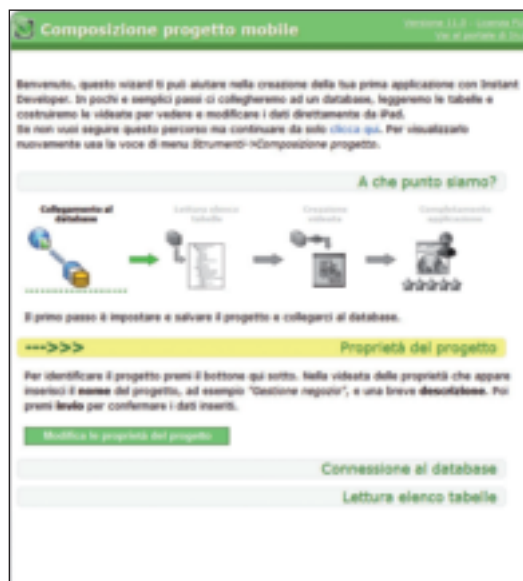 Composizione progetto mobile
Versione 11.0 - Licenza
Vai al portale di
Benvenuto, questo wizard ti può aiutare nella creazione della tua prima applicazione con Instant
Developer. In pochi e semplici passi ci collegheremo ad un database, leggeremo le tabelle e
costruiremo le videate per vedere e modificare i dati direttamente da iPad.
Se non vuoi seguire questo percorso ma continuare da solo clicca qui. Per visualizzarlo
nuovamente usa la voce di menu Strumenti->Composizione progetto.
A che punto siamo?
Collegamento al database
Lettura elenco tabelle
Creazione videate
Completamento applicazione
Il primo passo è impostare e salvare il progetto e collegarci al database.
--->>> Proprietà del progetto
Per identificare il progetto premi il bottone qui sotto. Nella videata delle proprietà che appare
inserisci il nome del progetto, ad esempio "Gestione negozio", e una breve descrizione. Poi
premi invio per confermare i dati inseriti.
Modifica le proprietà del progetto
Connessione al database
Lettura elenco tabelle